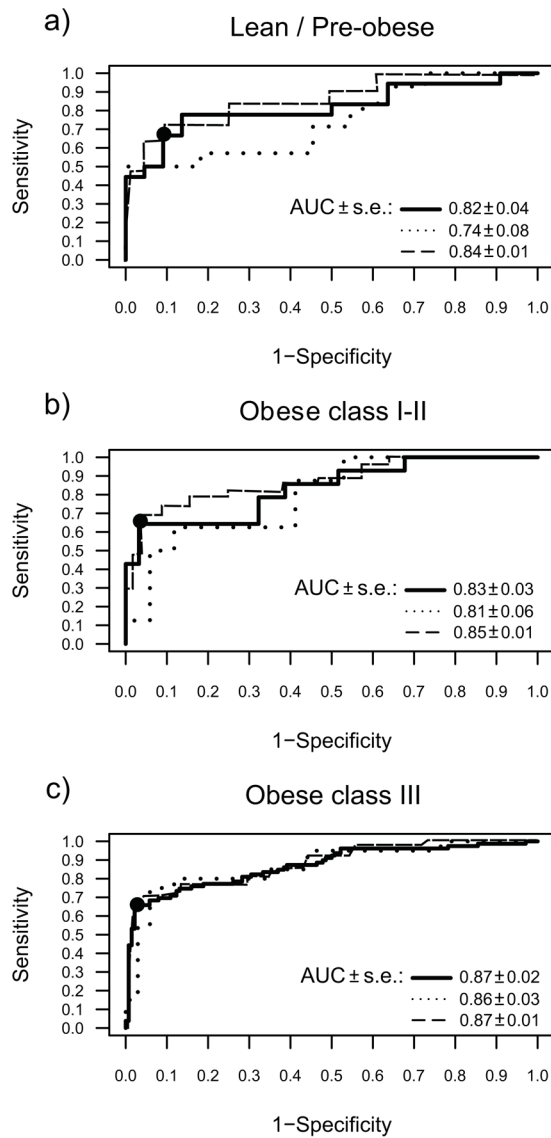 a) Lean / Pre-obese
1.0
0.9
0.8
0.7
0.6
0.5
0.4
0.3
0.2
0.1
0.0
Sensitivity
AUC ± s.e.: 0.82±0.04
0.74±0.08
0.84±0.01
0.0 0.1 0.2 0.3 0.4 0.5 0.6 0.7 0.8 0.9 1.0
1−Specificity
b) Obese class I-II
1.0
0.9
0.8
0.7
0.6
0.5
0.4
0.3
0.2
0.1
0.0
Sensitivity
AUC ± s.e.: 0.83±0.03
0.81±0.06
0.85±0.01
0.0 0.1 0.2 0.3 0.4 0.5 0.6 0.7 0.8 0.9 1.0
1−Specificity
c) Obese class III
1.0
0.9
0.8
0.7
0.6
0.5
0.4
0.3
0.2
0.1
0.0
Sensitivity
AUC ± s.e.: 0.87±0.02
0.86±0.03
0.87±0.01
0.0 0.1 0.2 0.3 0.4 0.5 0.6 0.7 0.8 0.9 1.0
1−Specificity